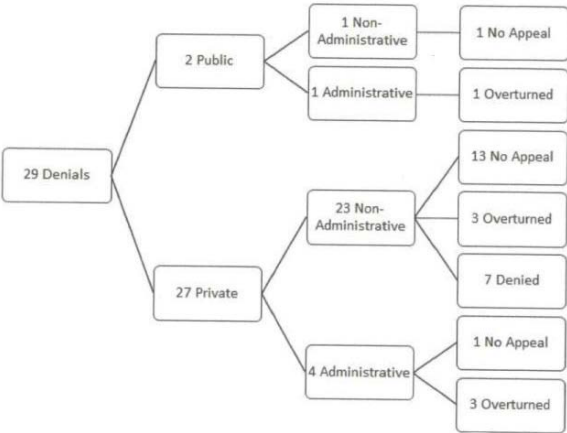 29 Denials
2 Public
1 Non-
Administrative
1 No Appeal
1 Administrative
1 Overturned
27 Private
23 Non-
Administrative
13 No Appeal
3 Overturned
7 Denied
4 Administrative
1 No Appeal
3 Overturned